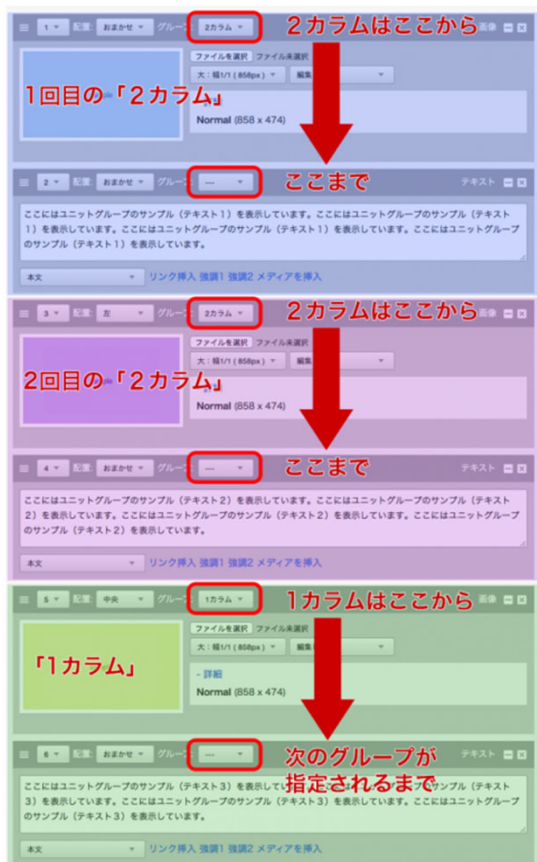 1 配置: おまかせ グループ 2カラム 2カラムはここから 画像
ファイルを選択 ファイル未選択
大：幅1/1 ( 858px ) 編集
1回目の「2カラム」
Normal (858 x 474)
2 配置: おまかせ グルー --- ここまで テキスト
ここにはユニットグループのサンプル（テキスト1）を表示しています。ここにはユニットグループのサンプル（テキスト
1）を表示しています。ここにはユニットグループのサンプル（テキスト1）を表示しています。ここにはユニットグループ
のサンプル（テキスト1）を表示しています。
本文 リンク挿入 強調1 強調2 メディアを挿入
3 配置: 左 グルー 2カラム 2カラムはここから 画像
ファイルを選択 ファイル未選択
大：幅1/1 ( 858px ) 編集
2回目の「2カラム」
Normal (858 x 474)
4 配置: おまかせ グルー --- ここまで テキスト
ここにはユニットグループのサンプル（テキスト2）を表示しています。ここにはユニットグループのサンプル（テキスト
2）を表示しています。ここにはユニットグループのサンプル（テキスト2）を表示しています。ここにはユニットグループ
のサンプル（テキスト2）を表示しています。
本文 リンク挿入 強調1 強調2 メディアを挿入
5 配置: 中央 グルー 1カラム 1カラムはここから 画像
ファイルを選択 ファイル未選択
大：幅1/1 ( 858px ) 編集
「1カラム」
- 詳細
Normal (858 x 474)
6 配置: おまかせ グルー --- 次のグループが テキスト
指定されるまで
ここにはユニットグループのサンプル（テキスト3）を表示しています。ここにはユニットグループのサンプル（テキスト
3）を表示しています。ここにはユニットグループのサンプル（テキスト3）を表示しています。ここにはユニットグループ
のサンプル（テキスト3）を表示しています。
本文 リンク挿入 強調1 強調2 メディアを挿入